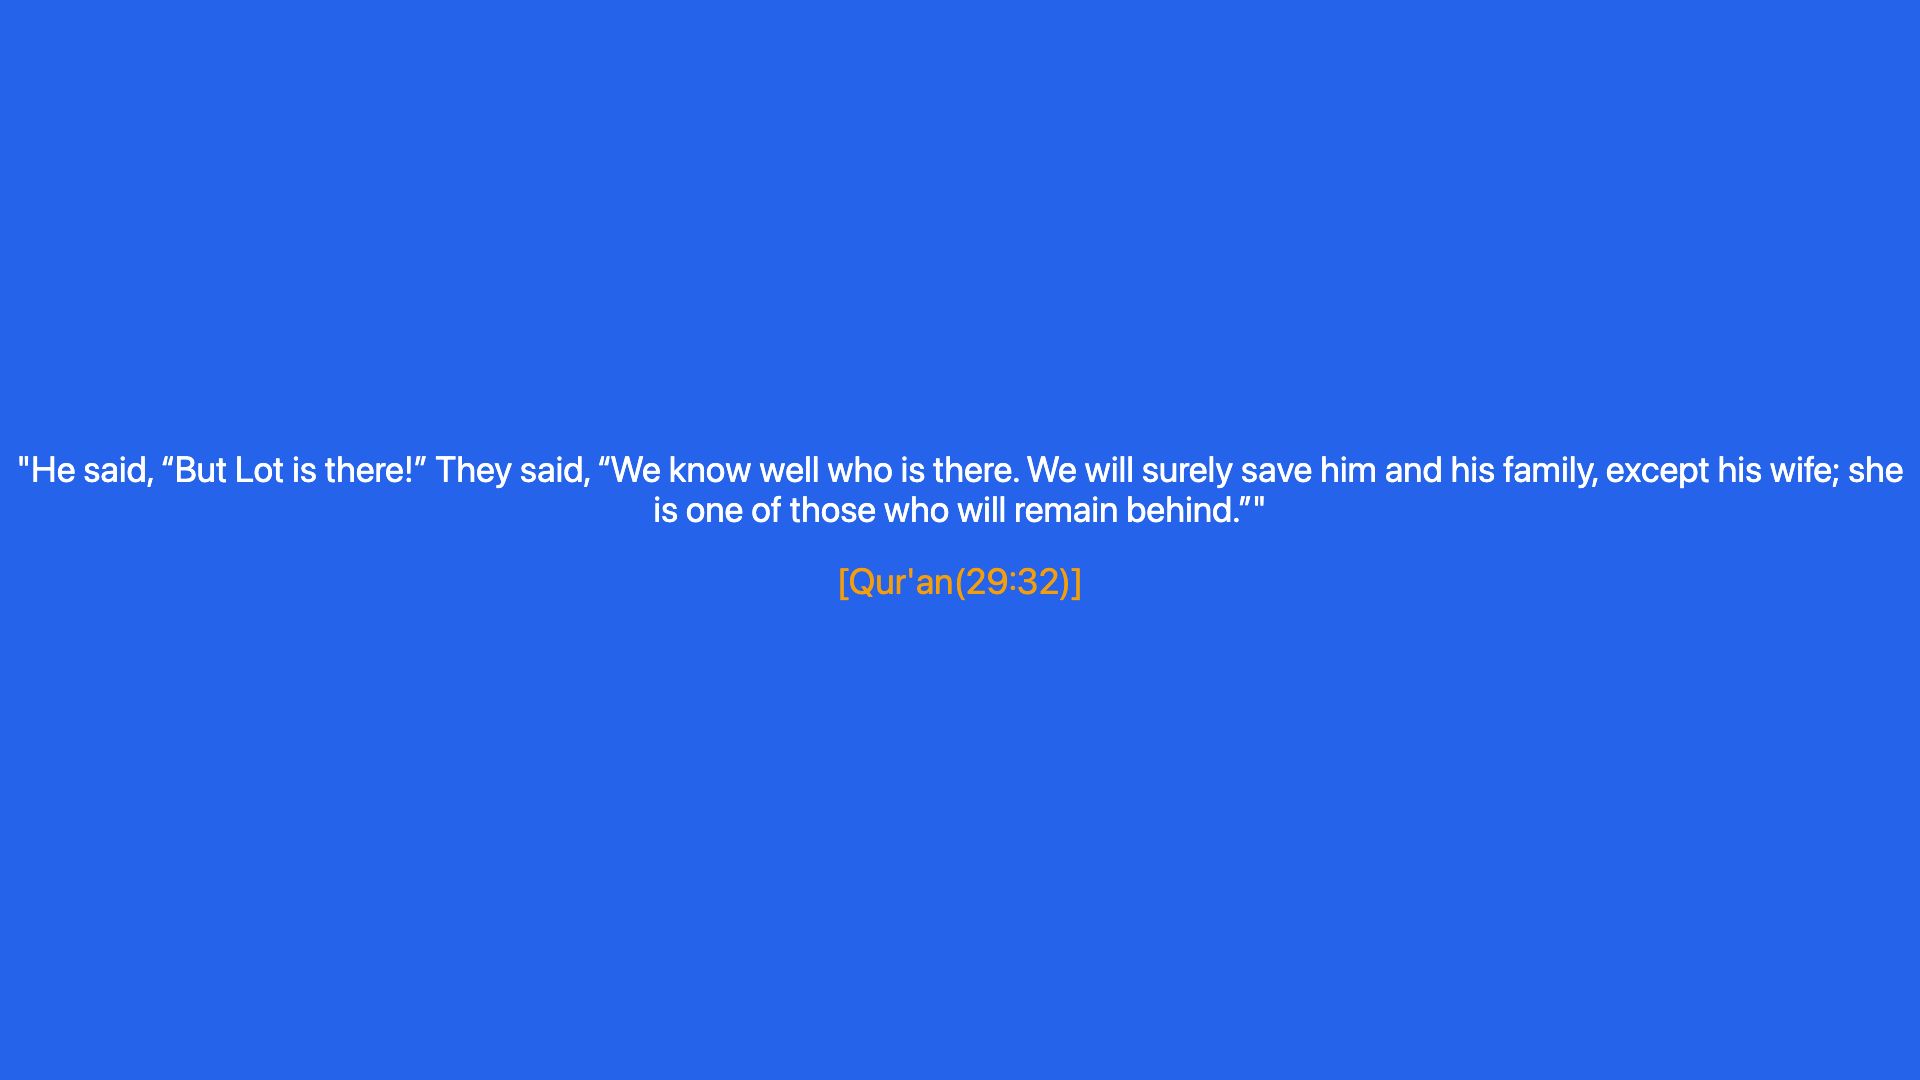 "He said, “But Lot is there!” They said, “We know well who is there. We will surely save him and his family, except his wife; she
is one of those who will remain behind.”"
[Qur'an(29:32)]